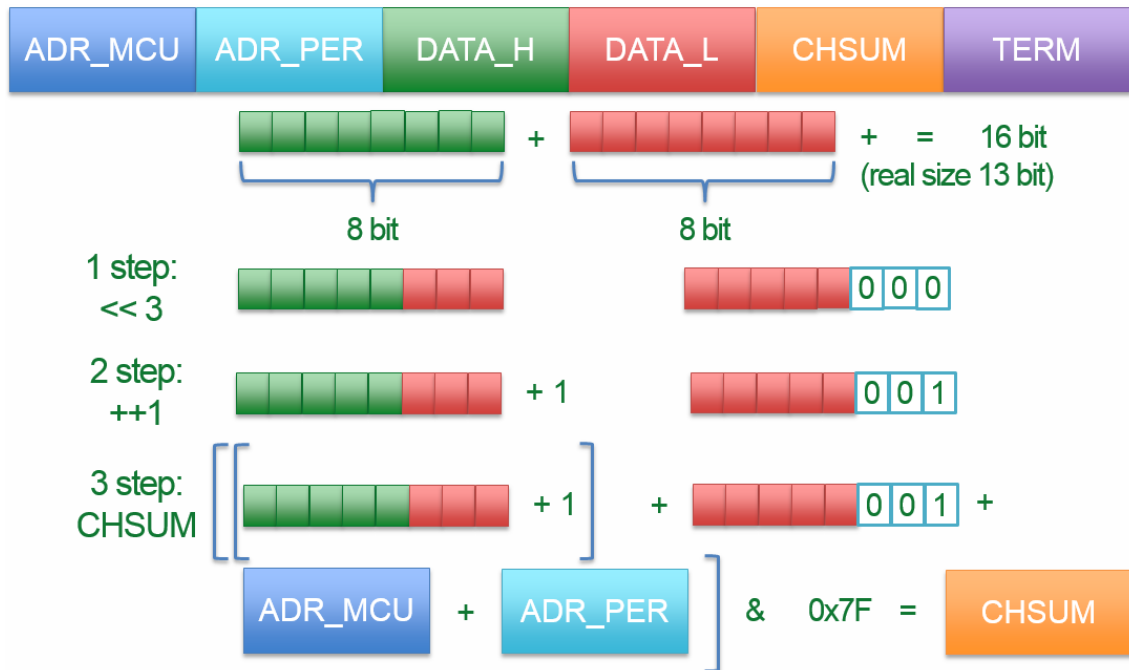 ADR_MCU ADR_PER DATA_H DATA_L CHSUM TERM
+ + = 16 bit
(real size 13 bit)
8 bit 8 bit
1 step:
<< 3
0 0 0
2 step:
++1
+ 1 0 0 1
3 step:
CHSUM
+ 1 + 0 0 1 +
ADR_MCU + ADR_PER & 0x7F = CHSUM